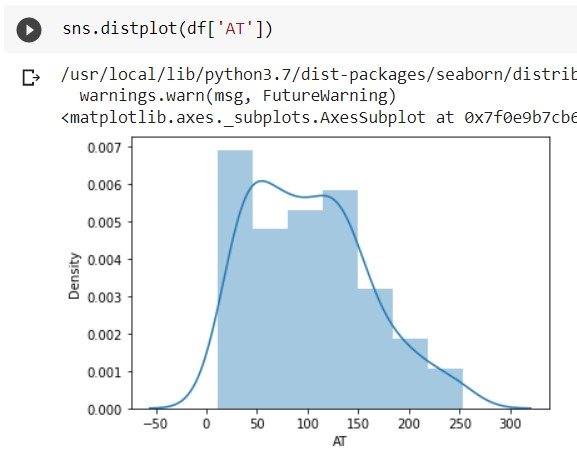 sns.distplot(df['AT'])
/usr/local/lib/python3.7/dist-packages/seaborn/distrib
warnings.warn(msg, FutureWarning)
<matplotlib.axes._subplots.AxesSubplot at 0x7f0e9b7cb6
0.007
0.006
0.005
0.004
0.003
0.002
0.001
0.000
Density
−50 0 50 100 150 200 250 300
AT